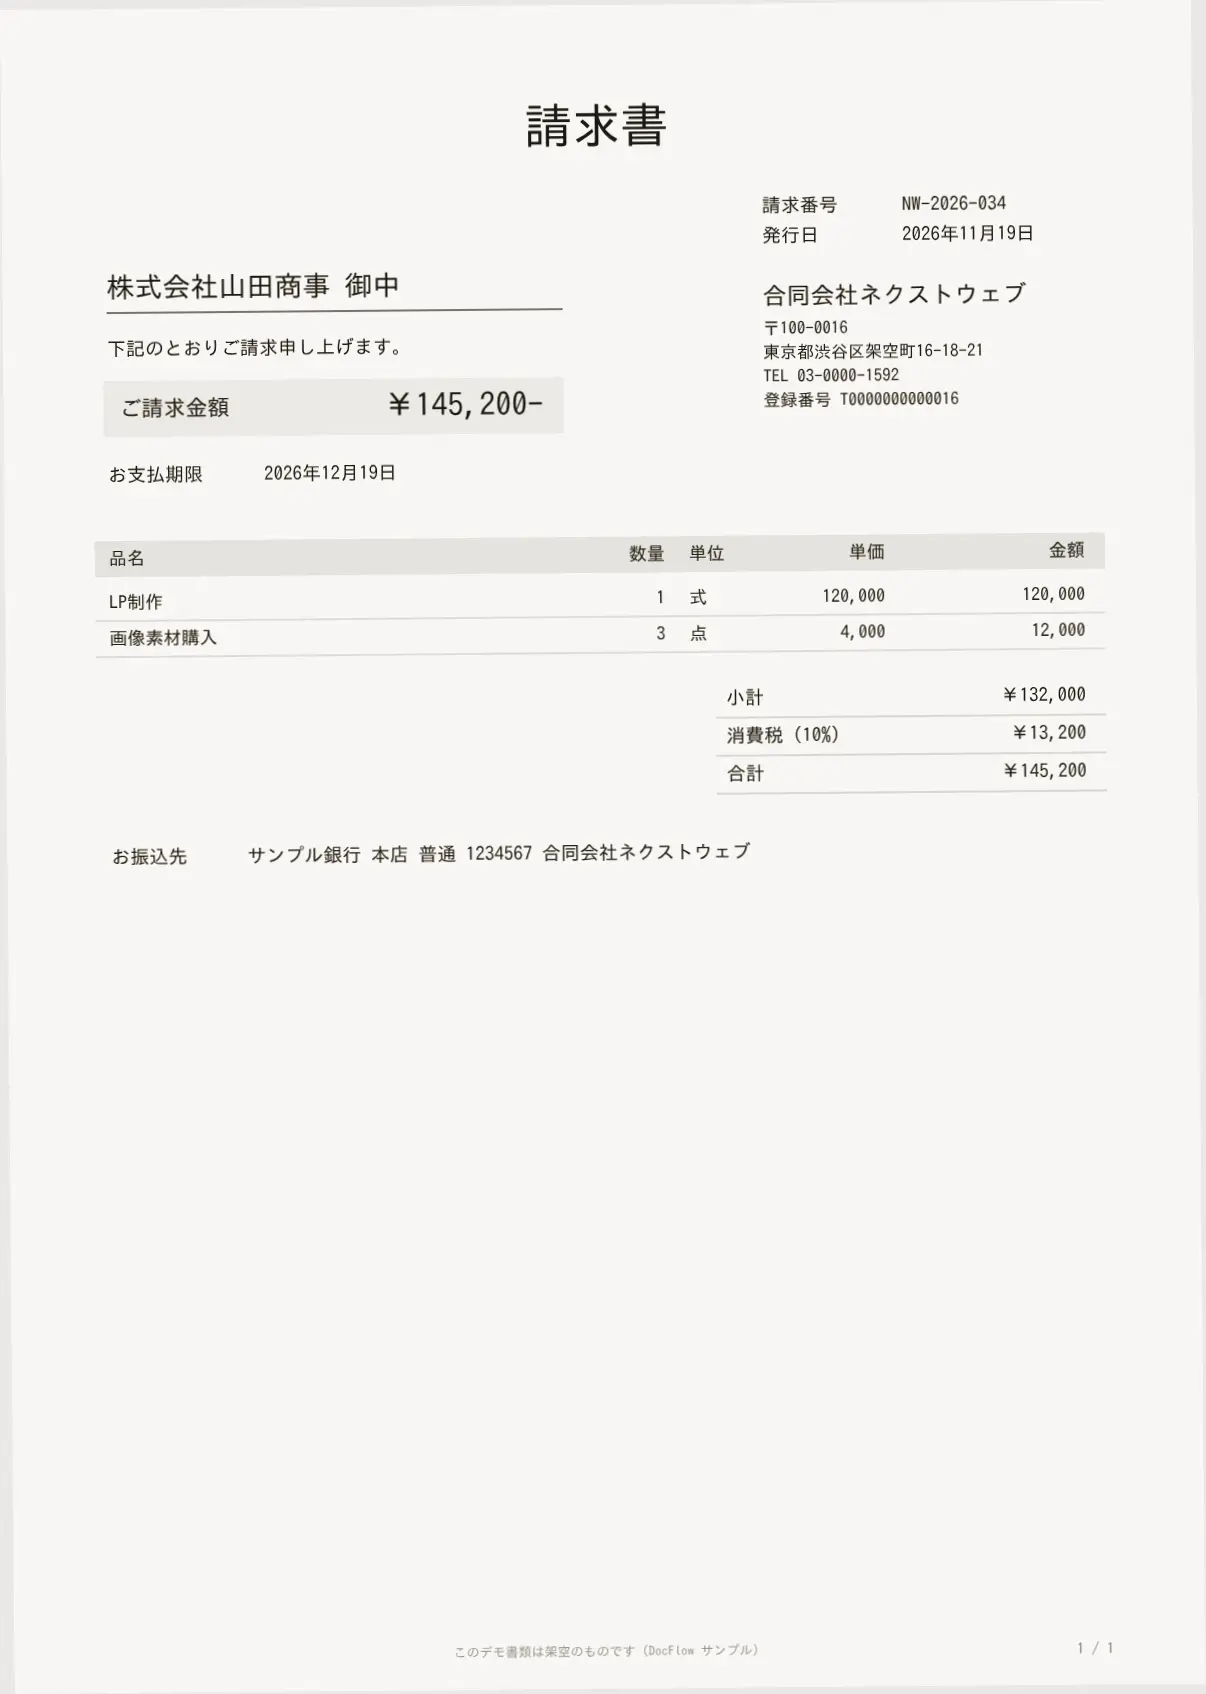 請求書
請求番号 NW-2026-034
発行日 2026年11月19日
株式会社山田商事 御中
下記のとおりご請求申し上げます。
ご請求金額 ￥145,200-
お支払期限 2026年12月19日
合同会社ネクストウェブ
〒100-0016
東京都渋谷区架空町16-18-21
TEL 03-0000-1592
登録番号 T0000000000016
品名 数量 単位 単価 金額
LP制作 1 式 120,000 120,000
画像素材購入 3 点 4,000 12,000
小計 ￥132,000
消費税（10%） ￥13,200
合計 ￥145,200
お振込先 サンプル銀行 本店 普通 1234567 合同会社ネクストウェブ
このデモ書類は架空のものです（DocFlow サンプル）
1 / 1